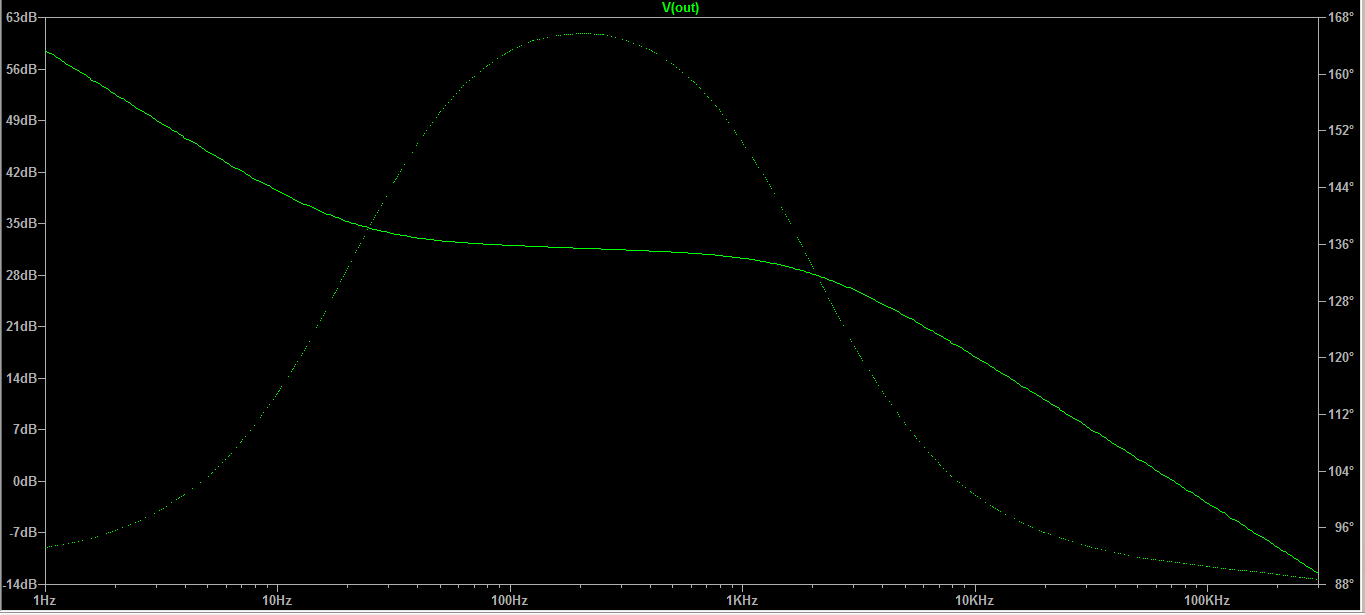 V(out)
63dB
168°
56dB
160°
49dB
152°
42dB
144°
35dB
136°
28dB
128°
21dB
120°
14dB
112°
7dB
104°
0dB
96°
-7dB
88°
-14dB
1Hz
10Hz
100Hz
1KHz
10KHz
100KHz